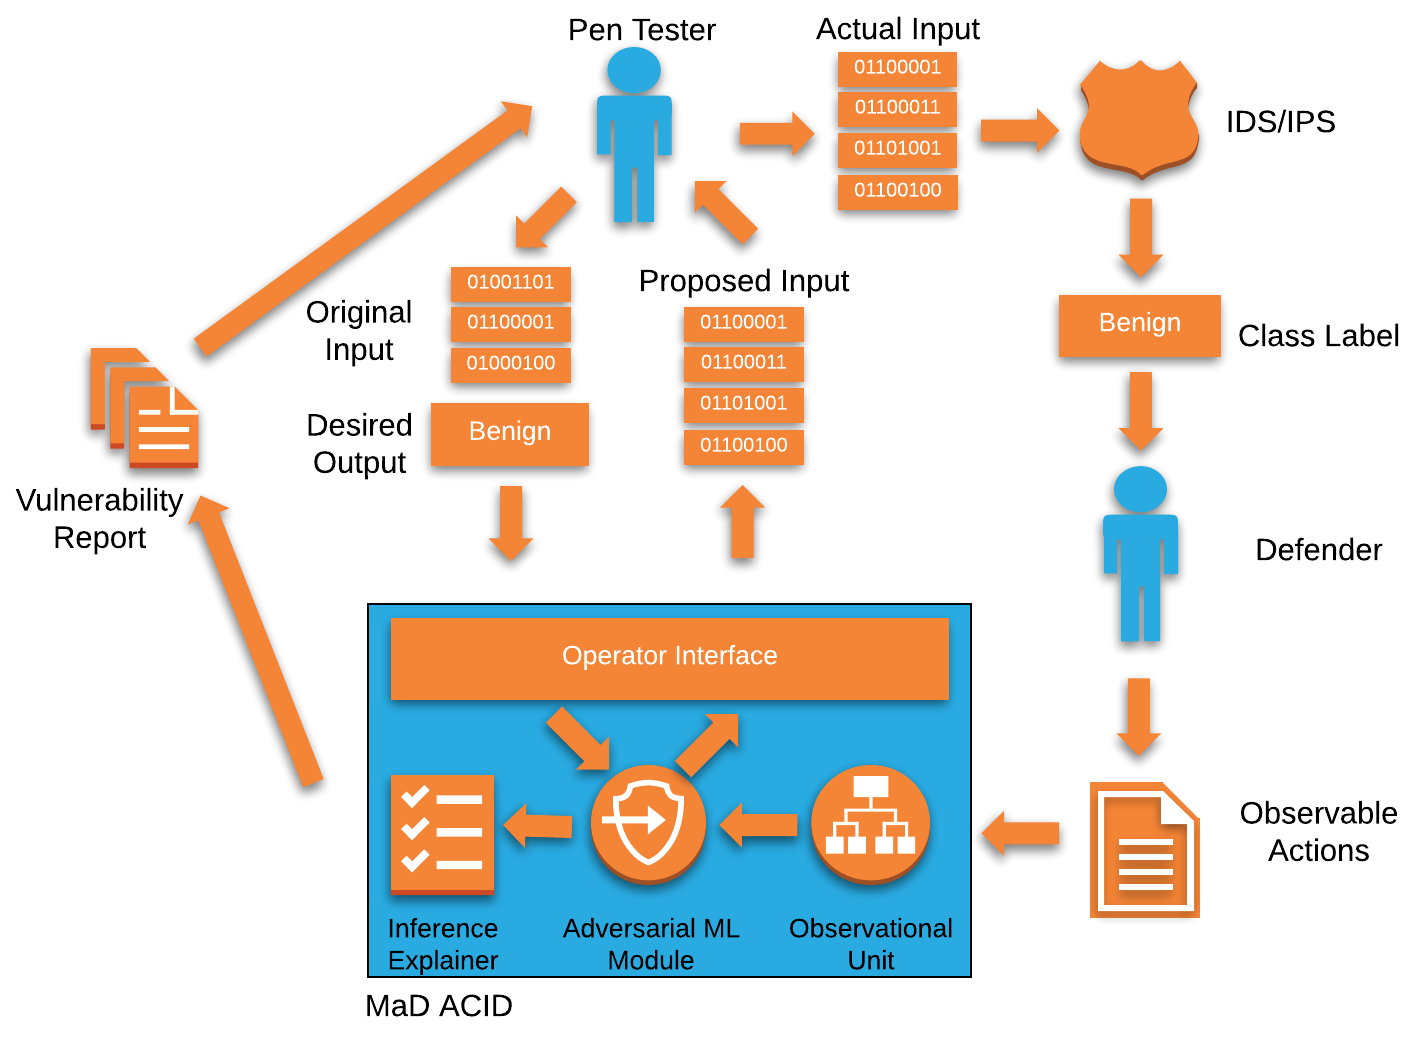 Pen Tester
Actual Input
01100001
01100011
01101001
01100100
IDS/IPS
Original
Input
01001101
01100001
01000100
Desired
Output
Benign
Proposed Input
01100001
01100011
01101001
01100100
Benign
Class Label
Vulnerability
Report
Defender
Operator Interface
Observable
Actions
Inference
Explainer
Adversarial ML
Module
Observational
Unit
MaD ACID